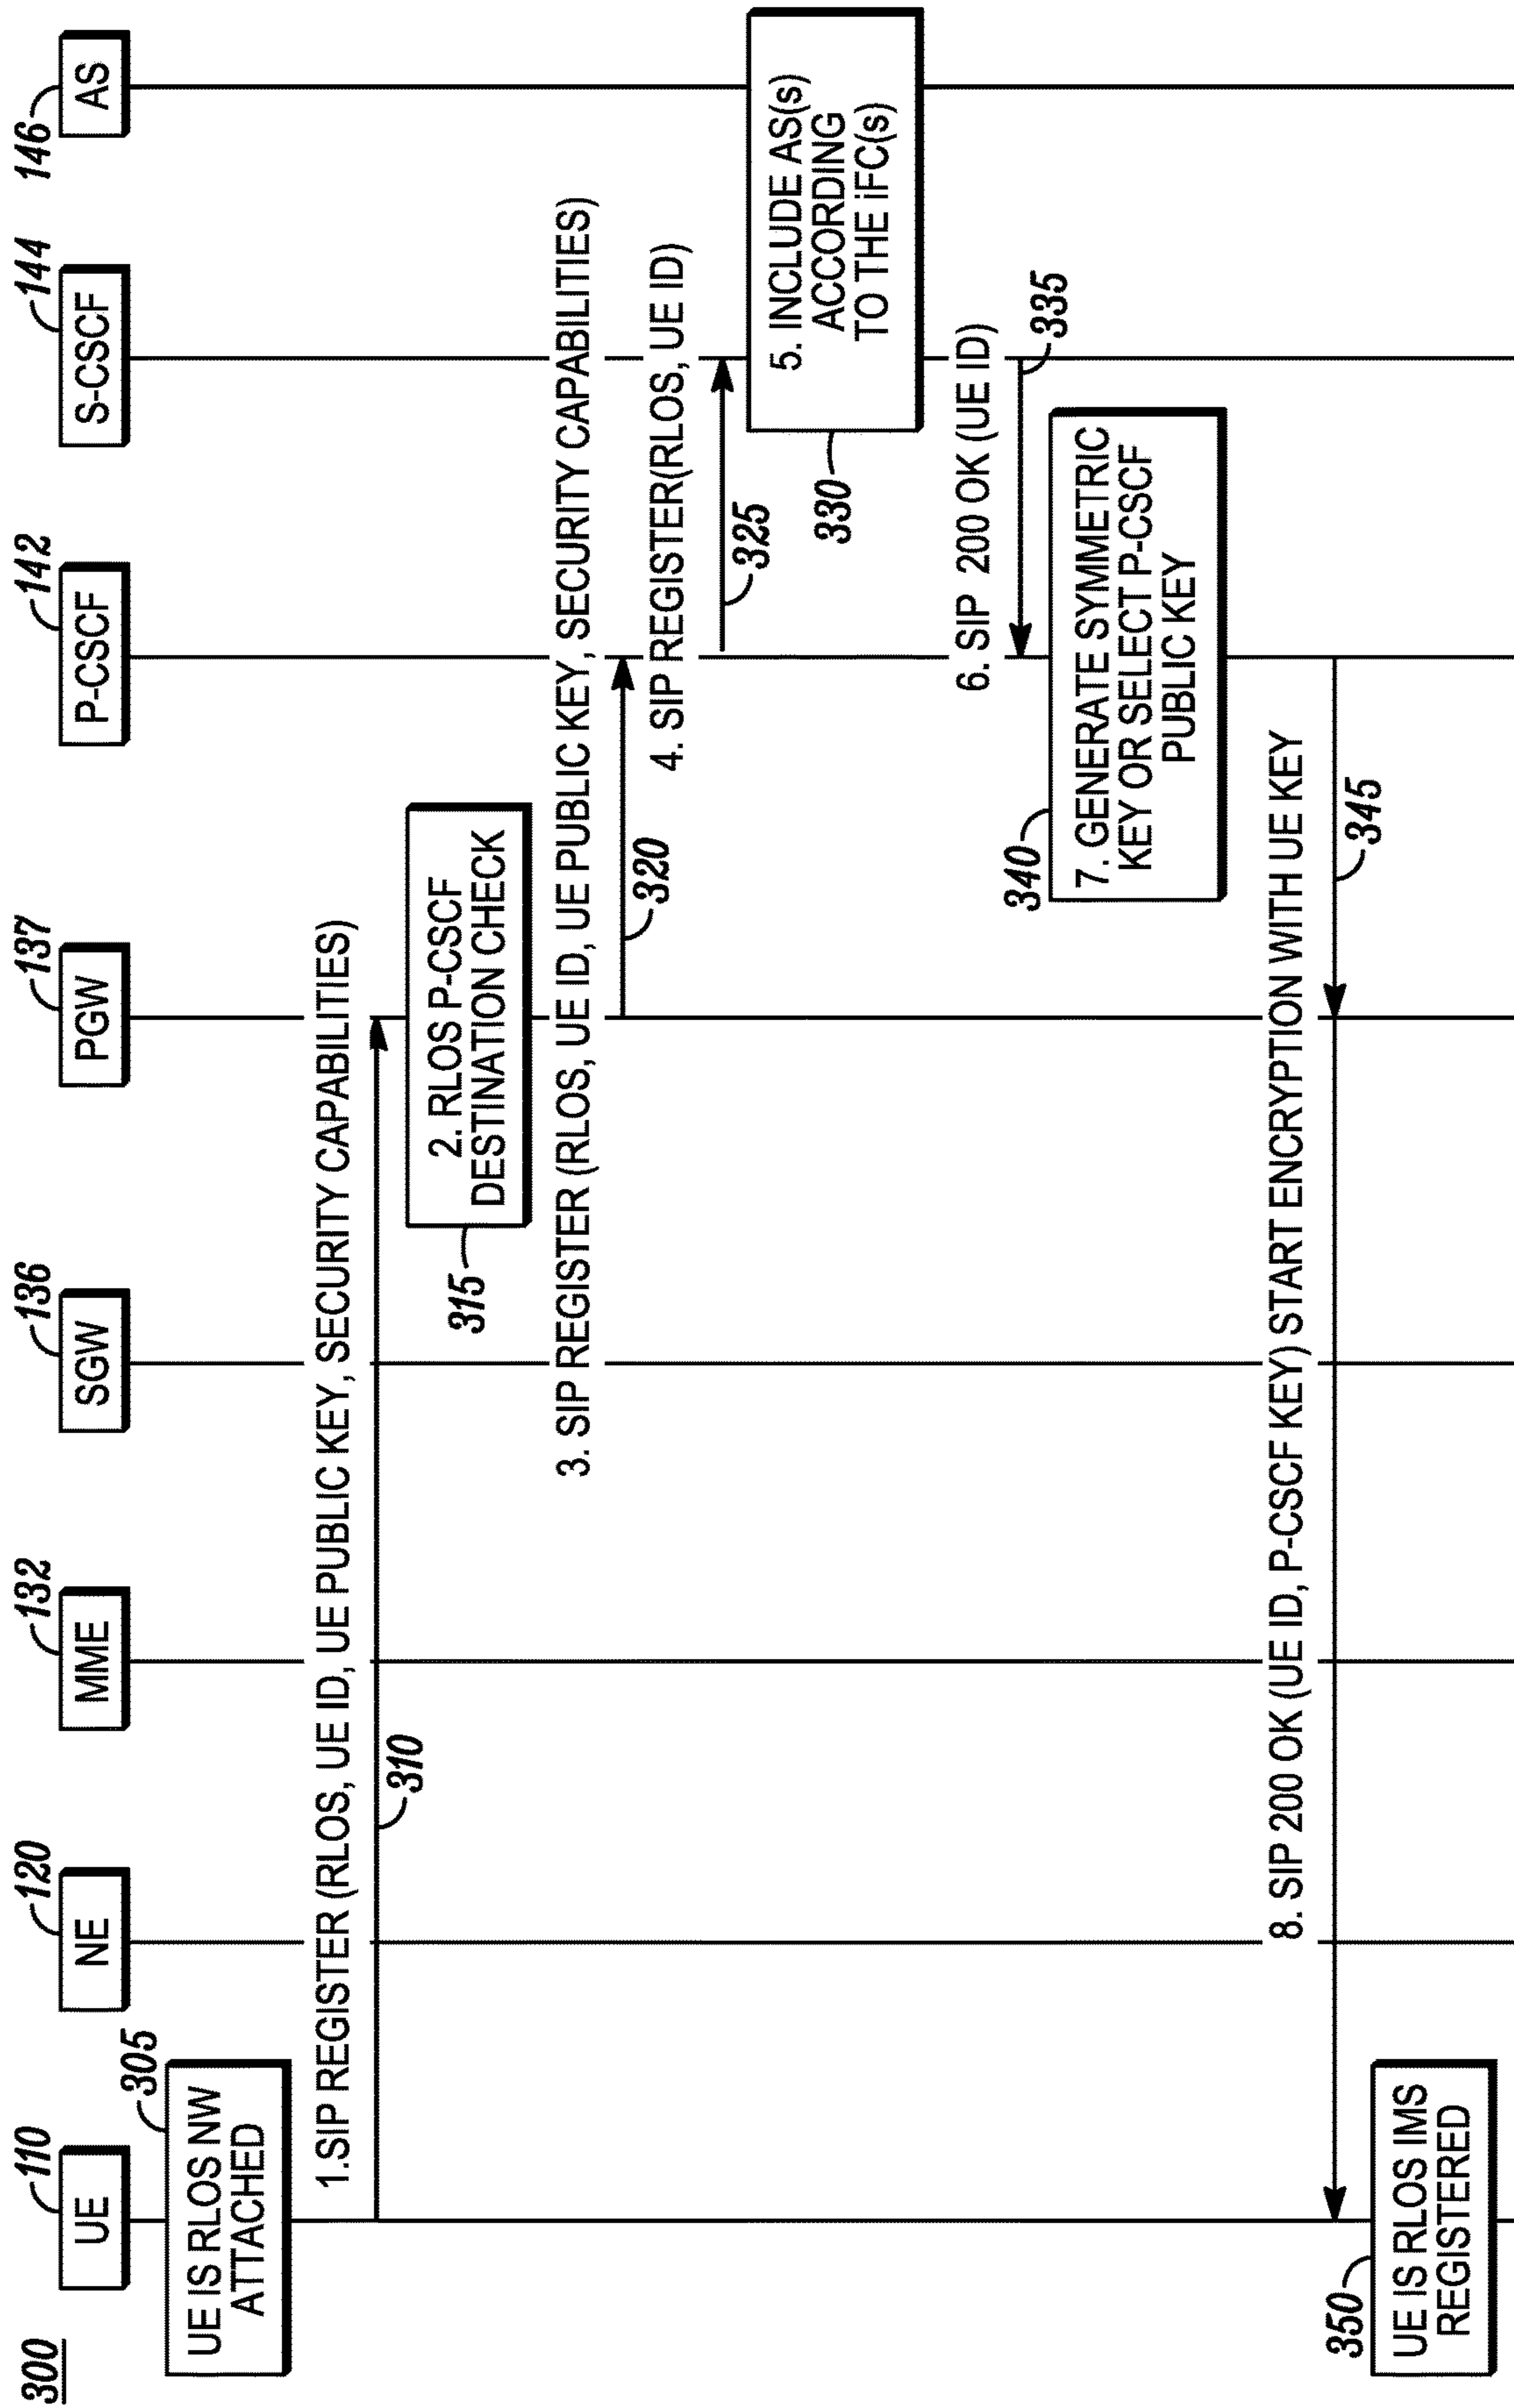 300
110
120
132
136
137
142
144
146
UE
NE
MME
SGW
PGW
P-CSCF
S-CSCF
AS
305
UE IS RLOS NW
ATTACHED
1.SIP REGISTER (RLOS, UE ID, UE PUBLIC KEY, SECURITY CAPABILITIES)
310
2. RLOS P-CSCF
DESTINATION CHECK
315
3. SIP REGISTER (RLOS, UE ID, UE PUBLIC KEY, SECURITY CAPABILITIES)
320
4. SIP REGISTER(RLOS, UE ID)
325
5. INCLUDE AS(s)
ACCORDING
TO THE iFC(s)
330
6. SIP 200 OK (UE ID)
335
7. GENERATE SYMMETRIC
KEY OR SELECT P-CSCF
PUBLIC KEY
340
8. SIP 200 OK (UE ID, P-CSCF KEY) START ENCRYPTION WITH UE KEY
345
350
UE IS RLOS IMS
REGISTERED